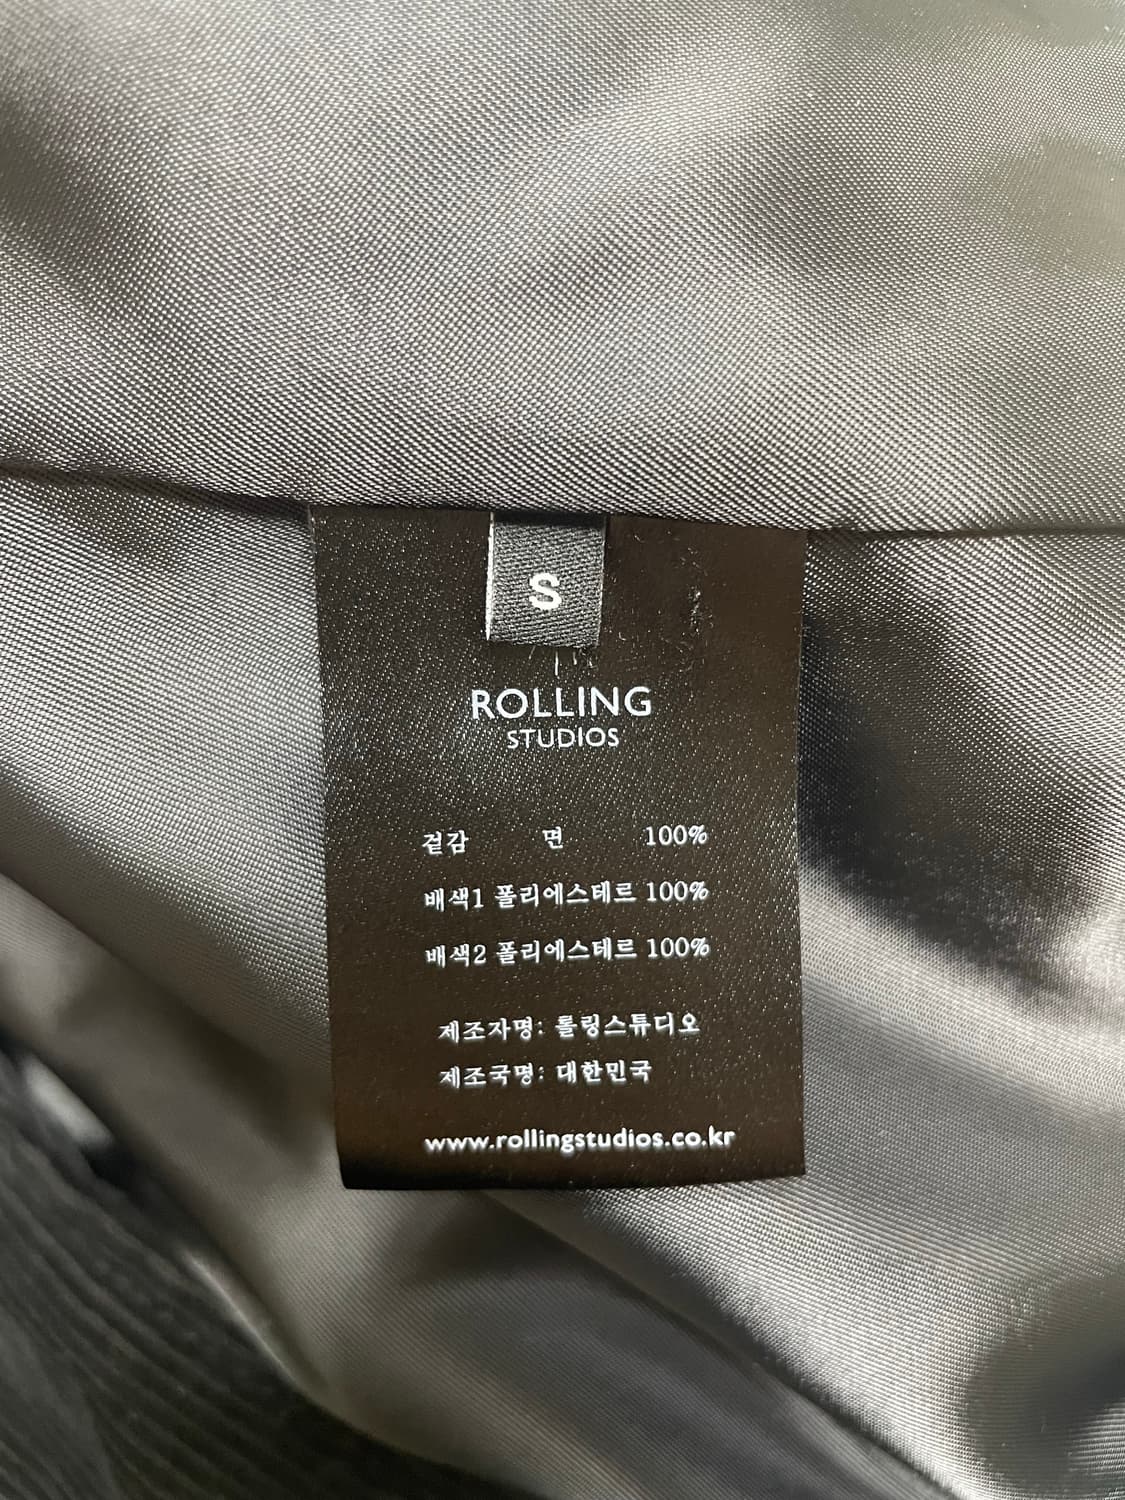 S
ROLLING
STUDIOS
겉감 면 100%
배색1 폴리에스테르 100%
배색2 폴리에스테르 100%
제조자명: 롤링스튜디오
제조국명: 대한민국
www.rollingstudios.co.kr